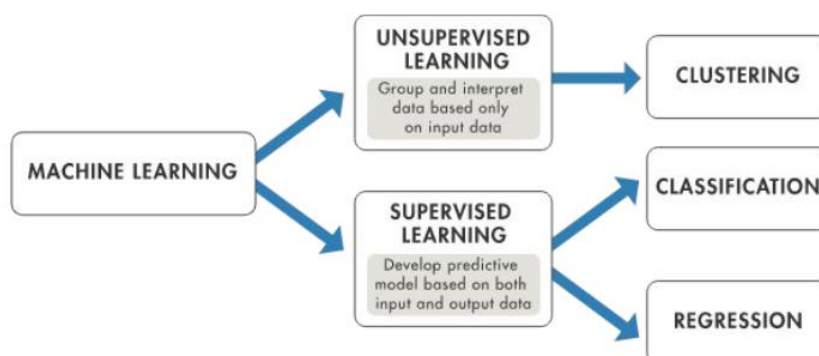 MACHINE LEARNING
UNSUPERVISED
LEARNING
Group and interpret
data based only
on input data
SUPERVISED
LEARNING
Develop predictive
model based on both
input and output data
CLUSTERING
CLASSIFICATION
REGRESSION